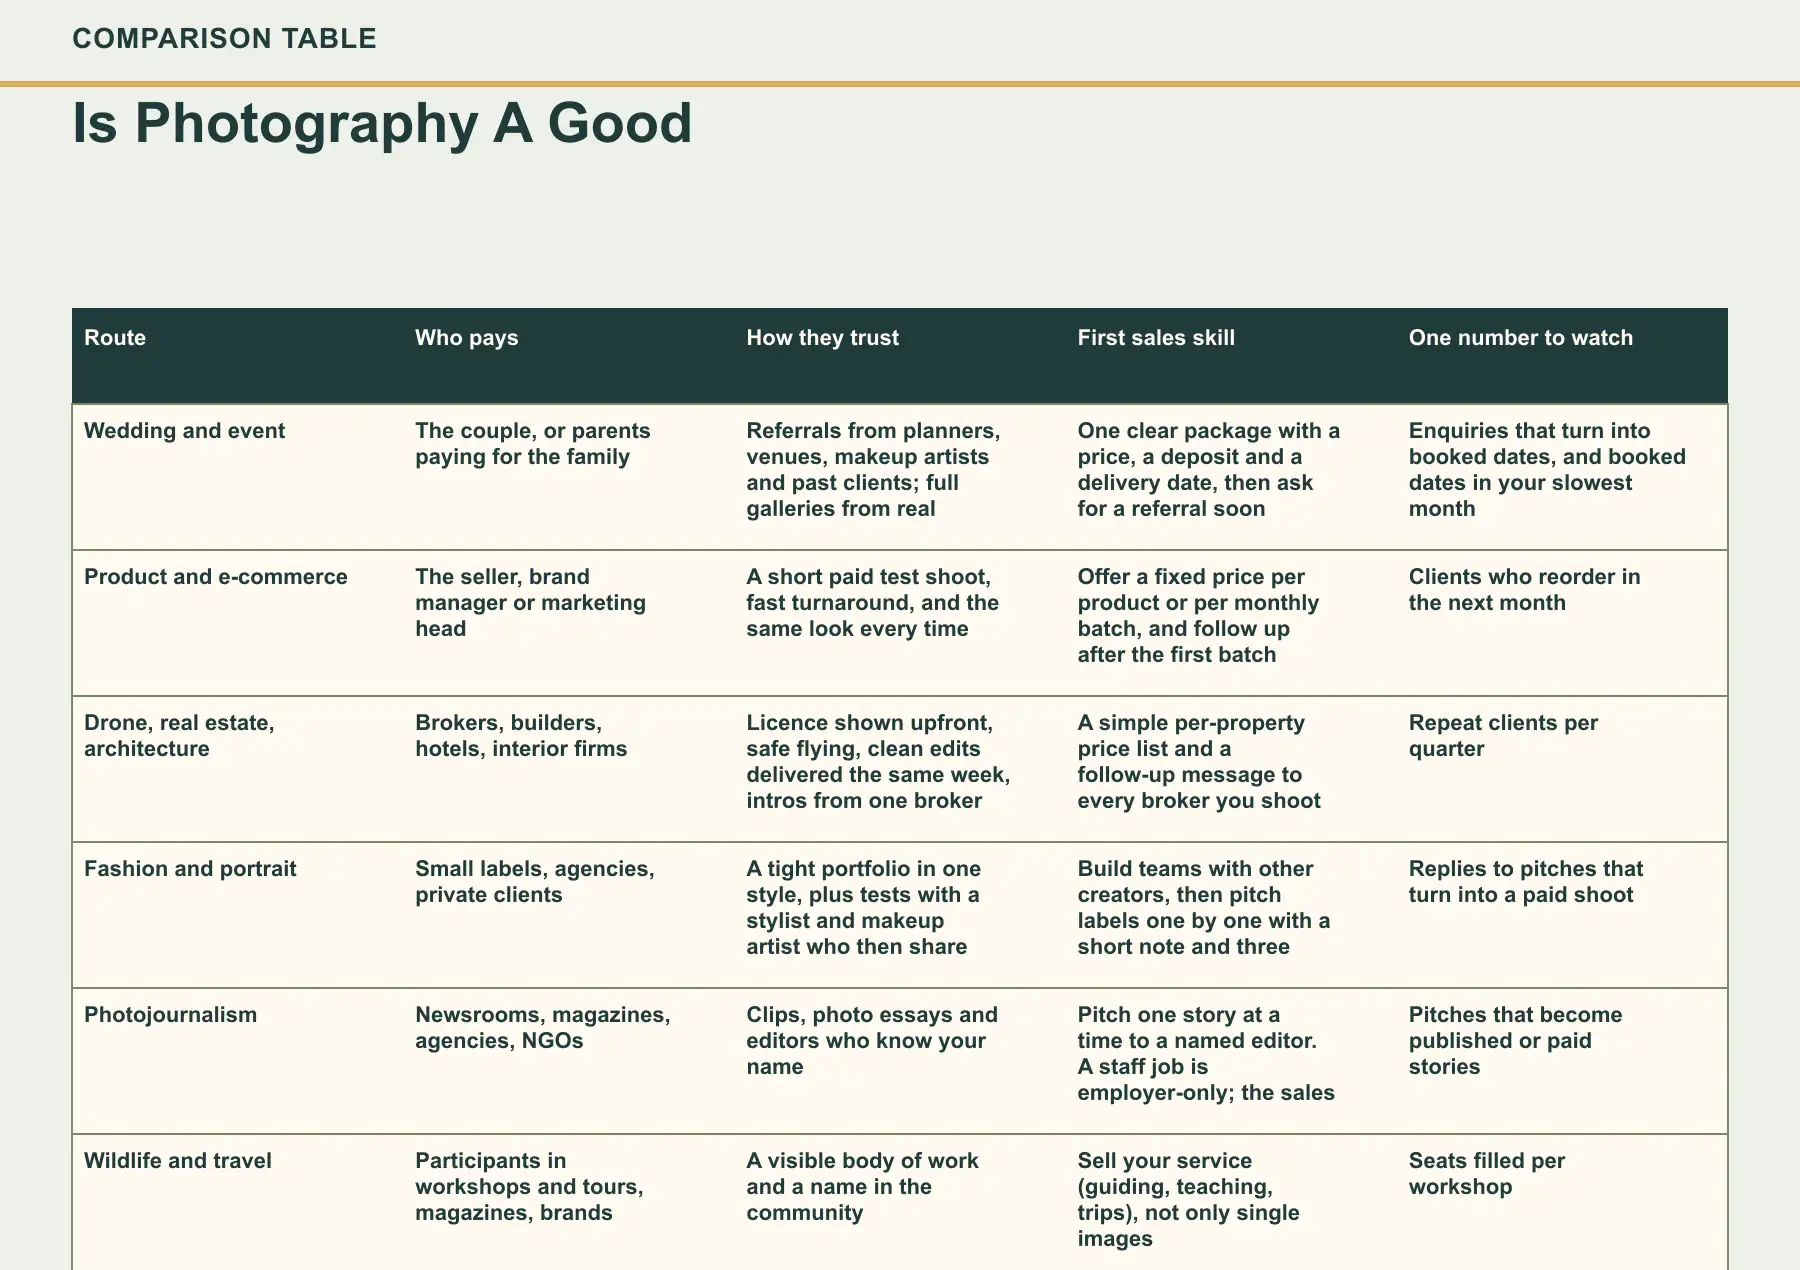 COMPARISON TABLE
Is Photography A Good
Route
Who pays
How they trust
First sales skill
One number to watch
Wedding and event
The couple, or parents
paying for the family
Referrals from planners,
venues, makeup artists
and past clients; full
galleries from real
One clear package with a
price, a deposit and a
delivery date, then ask
for a referral soon
Enquiries that turn into
booked dates, and booked
dates in your slowest
month
Product and e-commerce
The seller, brand
manager or marketing
head
A short paid test shoot,
fast turnaround, and the
same look every time
Offer a fixed price per
product or per monthly
batch, and follow up
after the first batch
Clients who reorder in
the next month
Drone, real estate,
architecture
Brokers, builders,
hotels, interior firms
Licence shown upfront,
safe flying, clean edits
delivered the same week,
intros from one broker
A simple per-property
price list and a
follow-up message to
every broker you shoot
Repeat clients per
quarter
Fashion and portrait
Small labels, agencies,
private clients
A tight portfolio in one
style, plus tests with a
stylist and makeup
artist who then share
Build teams with other
creators, then pitch
labels one by one with a
short note and three
Replies to pitches that
turn into a paid shoot
Photojournalism
Newsrooms, magazines,
agencies, NGOs
Clips, photo essays and
editors who know your
name
Pitch one story at a
time to a named editor.
A staff job is
employer-only; the sales
Pitches that become
published or paid
stories
Wildlife and travel
Participants in
workshops and tours,
magazines, brands
A visible body of work
and a name in the
community
Sell your service
(guiding, teaching,
trips), not only single
images
Seats filled per
workshop